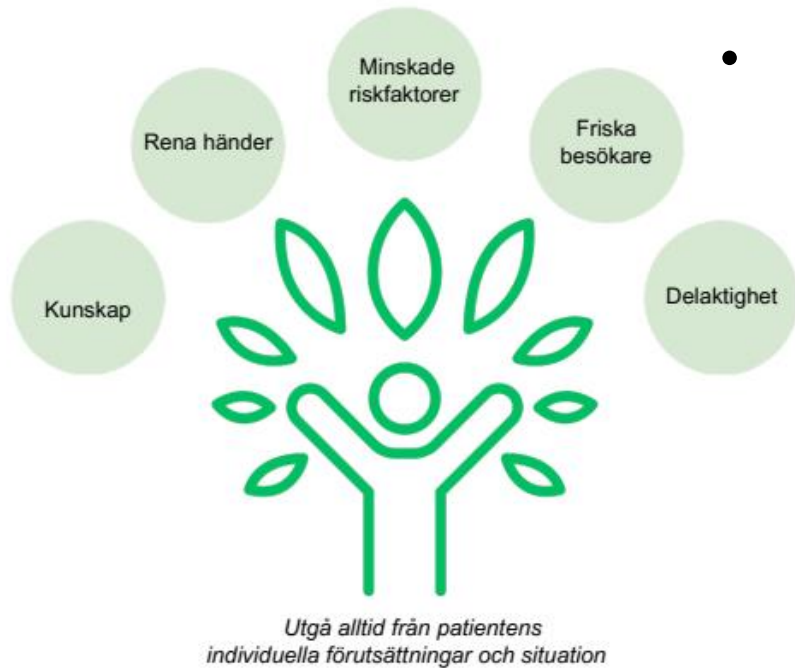 Minskade
riskfaktorer
Rena händer
Friska
besökare
Kunskap
Delaktighet
Utgå alltid från patientens
individuella förutsättningar och situation